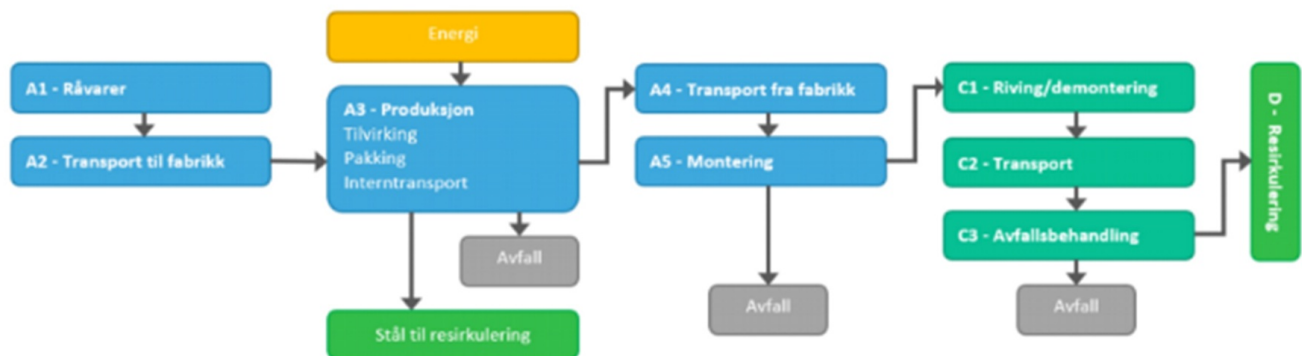 Energi
A1 - Råvarer
A2 - Transport til fabrikk
A3 - Produksjon
Tilvirking
Pakking
Interntransport
Avfall
Stål til resirkulering
A4 - Transport fra fabrikk
A5 - Montering
Avfall
C1 - Riving/demontering
C2 - Transport
C3 - Avfallsbehandling
Avfall
D - Resirkulering